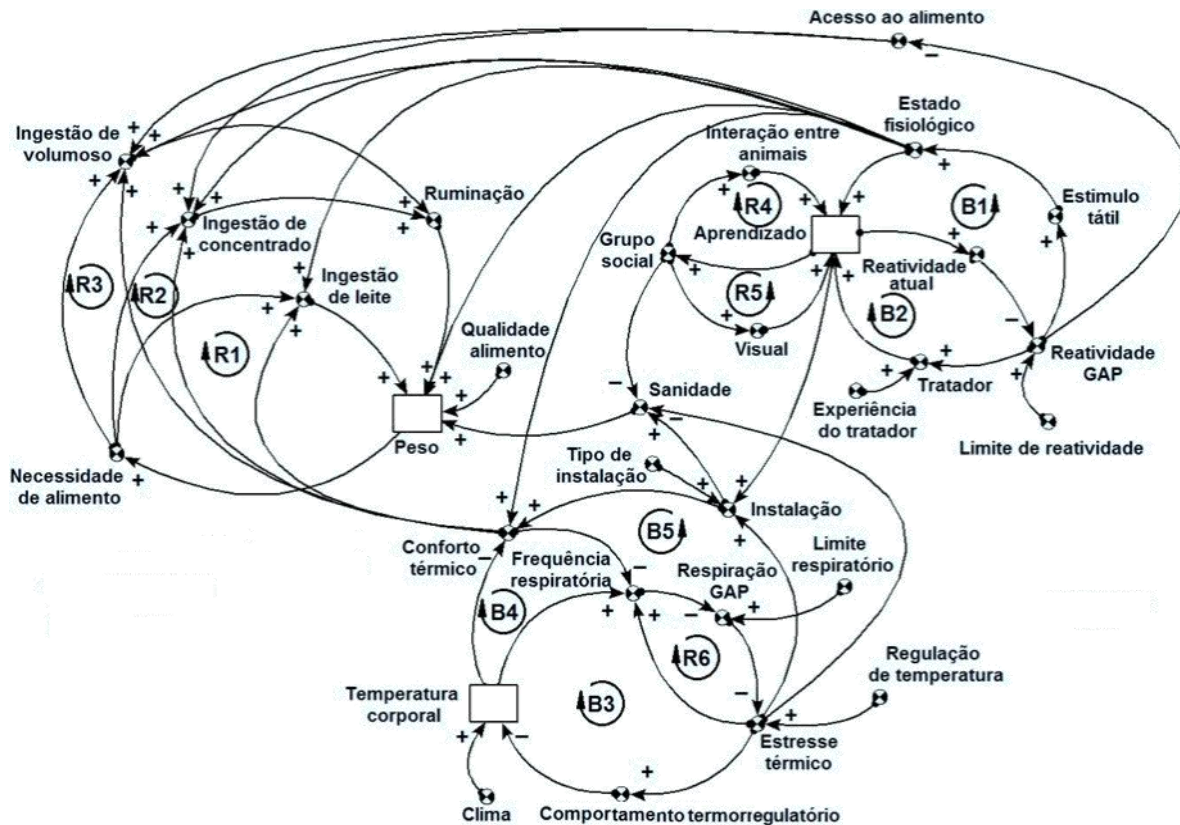 Acesso ao alimento
Ingestão de
volumoso
Ingestão de
concentrado
Ruminação
Ingestão
de leite
Interação entre
animais
Estado
fisiológico
Estimulo
tátil
Grupo
social
Aprendizado
Reatividade
atual
Visual
Reatividade
GAP
Tratador
Experiência
do tratador
Limite de reatividade
Qualidade
alimento
Sanidade
Peso
Necessidade
de alimento
Tipo de
instalação
Instalação
Conforto
térmico
Frequência
respiratória
Respiração
GAP
Limite
respiratório
Regulação
de temperatura
Temperatura
corporal
Estresse
térmico
Clima
Comportamento termorregulatório
R1
R2
R3
R4
R5
R6
B1
B2
B3
B4
B5